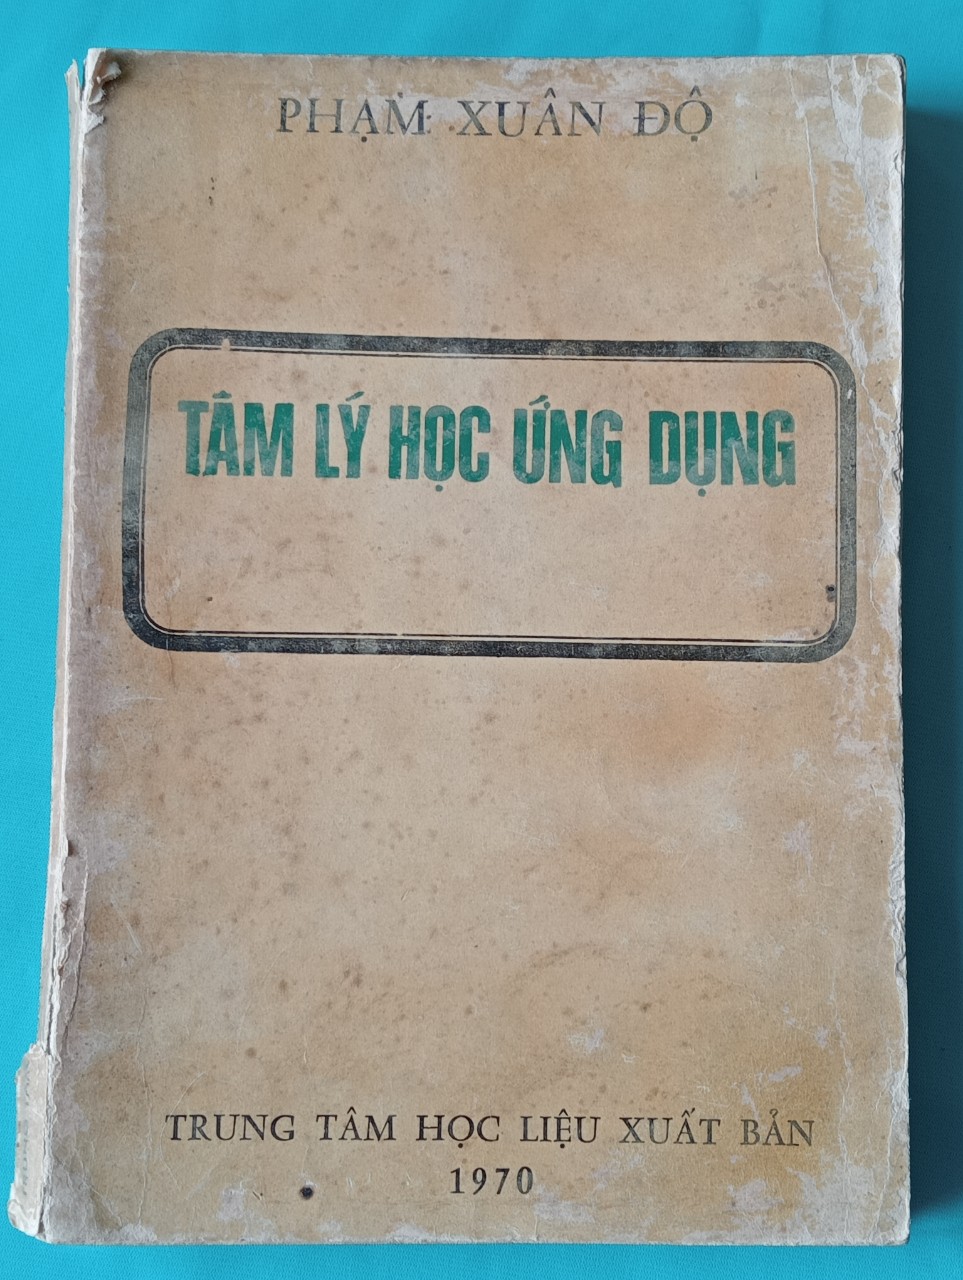 PHẠM XUÂN ĐỘ
TÂM LÝ HỌC ỨNG DỤNG
TRUNG TÂM HỌC LIỆU XUẤT BẢN
1970